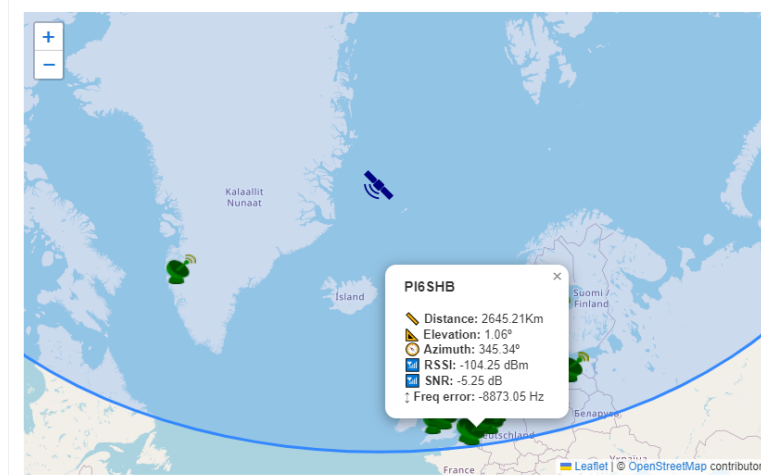 +
−
Kalaallit
Nunaat
Ísland
Suomi /
Finland
×
PI6SHB
Distance: 2645.21Km
Elevation: 1.06º
Azimuth: 345.34º
RSSI: -104.25 dBm
SNR: -5.25 dB
Freq error: -8873.05 Hz
Беларусь
France
Leaflet | © OpenStreetMap contributor